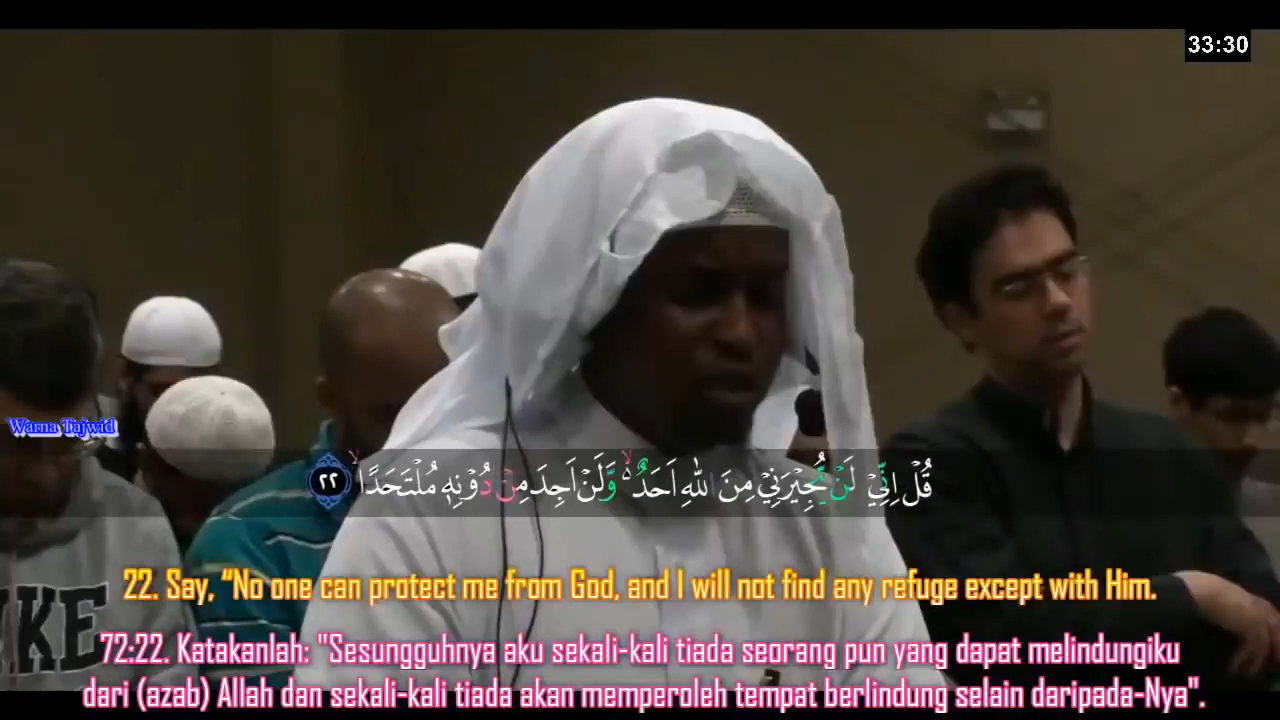 33:30
Warna Tajwid
قُلْ اِنِّيْ لَنْ يُّجِيْرَنِيْ مِنَ اللّٰهِ اَحَدٌ ۙ وَّلَنْ اَجِدَ مِنْ دُوْنِهٖ مُلْتَحَدًا ۙ ٢٢
KE
22. Say, “No one can protect me from God, and I will not find any refuge except with Him.
72:22. Katakanlah: "Sesungguhnya aku sekali-kali tiada seorang pun yang dapat melindungiku
dari (azab) Allah dan sekali-kali tiada akan memperoleh tempat berlindung selain daripada-Nya".